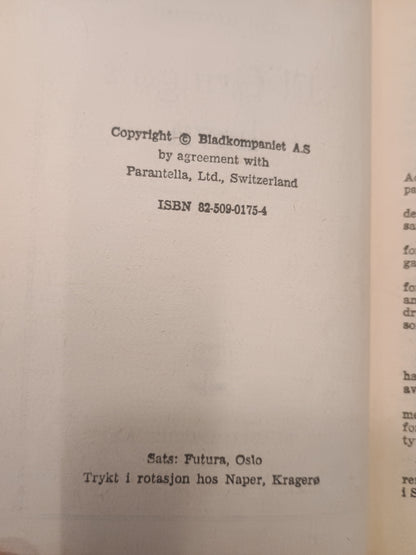 Copyright © Bladkompaniet A.S
by agreement with
Parantella, Ltd., Switzerland
ISBN 82-509-0175-4
Sats: Futura, Oslo
Trykt i rotasjon hos Naper, Kragerø